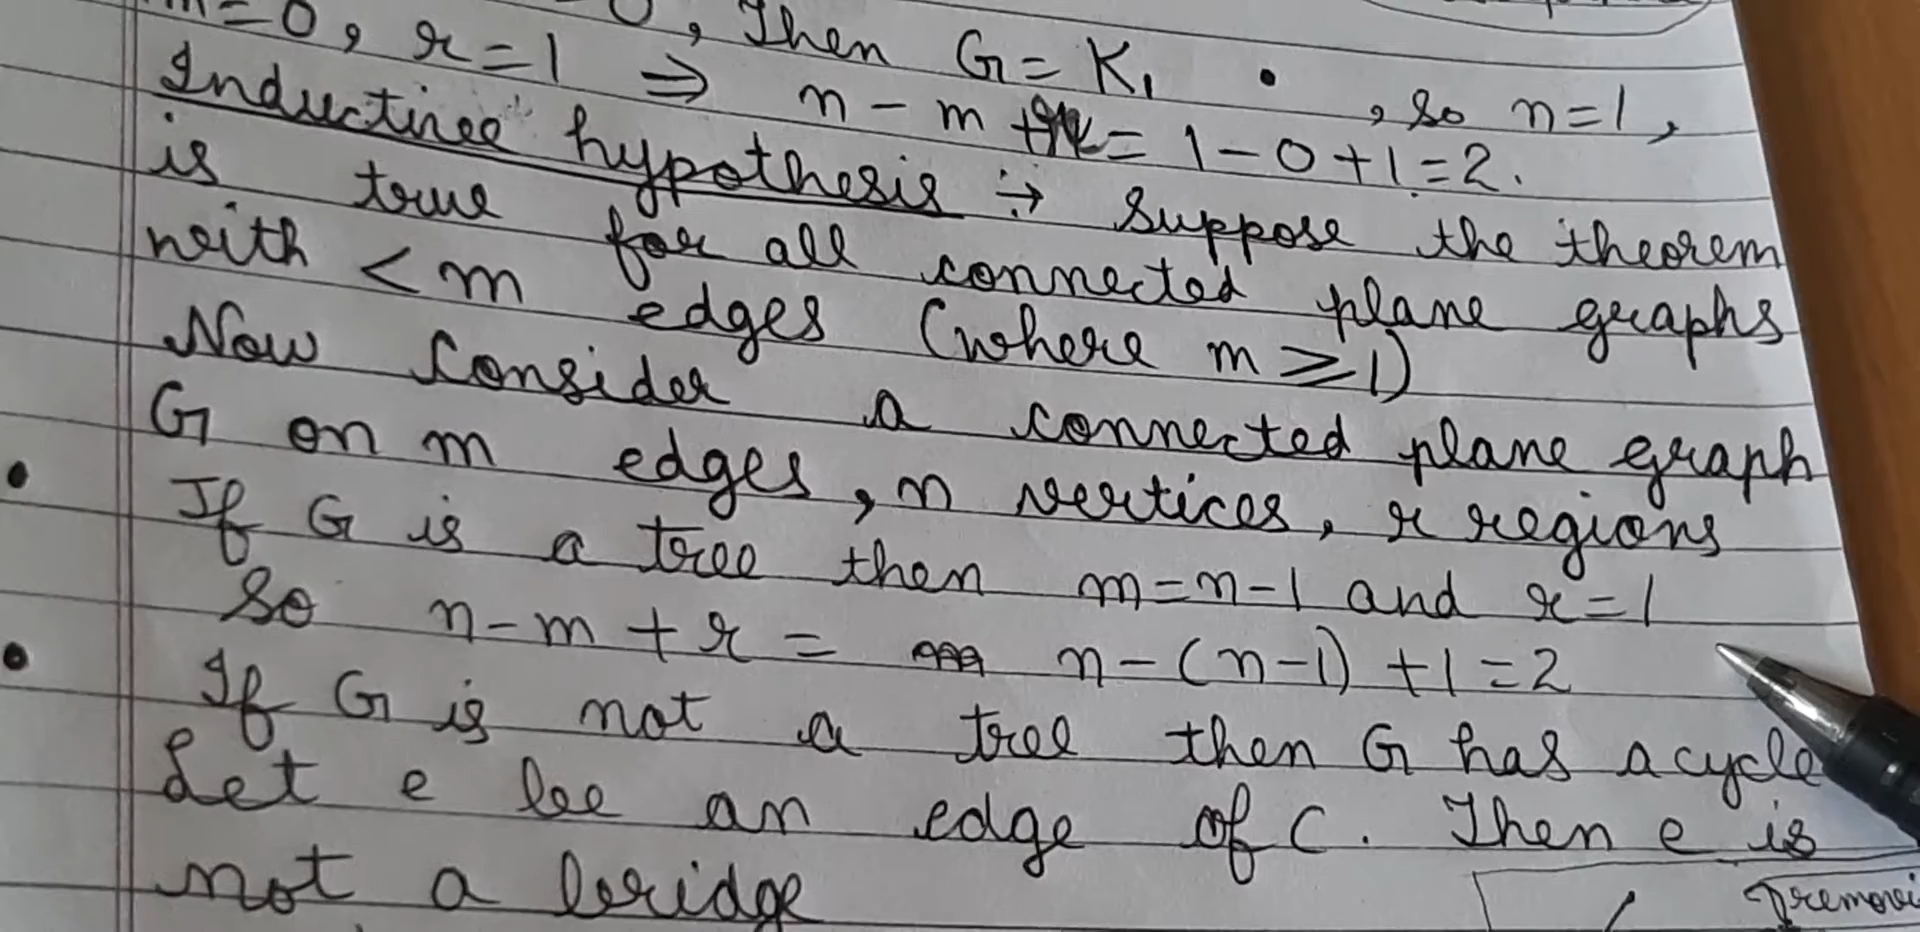 m=0, r=1 ⇒ n-m+r=1-0+1=2.
Then G=K₁ • , so n=1,
Inductive hypothesis :→ Suppose the theorem
is true for all connected plane graphs
with <m edges (where m≥1)
Now Consider a connected plane graph
G on m edges, n vertices, r regions
• If G is a tree then m=n-1 and r=1
So n-m+r= n-(n-1)+1=2
• If G is not a tree then G has a cycle
Let e be an edge of C. Then e is
not a bridge